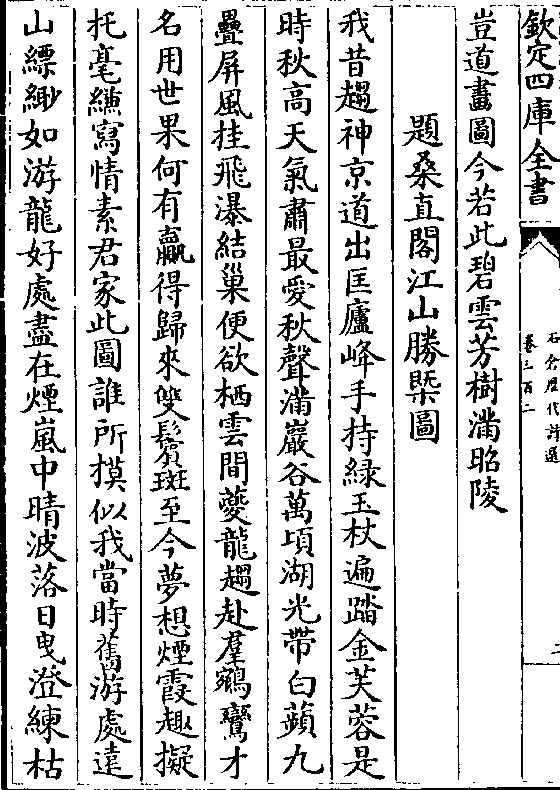 欽定四庫全書
石倉歷代詩選
卷三百二
豈道畫圖今若此碧雲芳樹滿昭陵
題桑直閣江山勝槩圖
我昔趨神京道出匡廬峰手持緑玉杖遍踏金芙蓉是
時秋高天氣肅最愛秋聲滿巖谷萬頃湖光帶白蘋九
疊屏風挂飛瀑結巢便欲栖雲間夔龍趨赴羣鵷鸞才
名用世果何有贏得歸來雙鬢斑至今夢想煙霞趣擬
托毫縑寫情素君家此圖誰所摸似我當時舊游處逺
山縹緲如游龍好處盡在煙嵐中晴波落日曳澄練枯